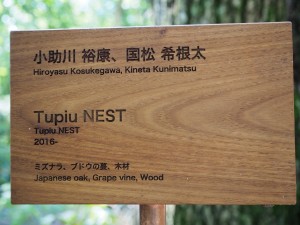 小助川 裕康、国松 希根太
Hiroyasu Kosukegawa, Kineta Kunimatsu
Tupiu NEST
Tupiu NEST
2016-
ミズナラ、ブドウの蔓、木材
Japanese oak, Grape vine, Wood